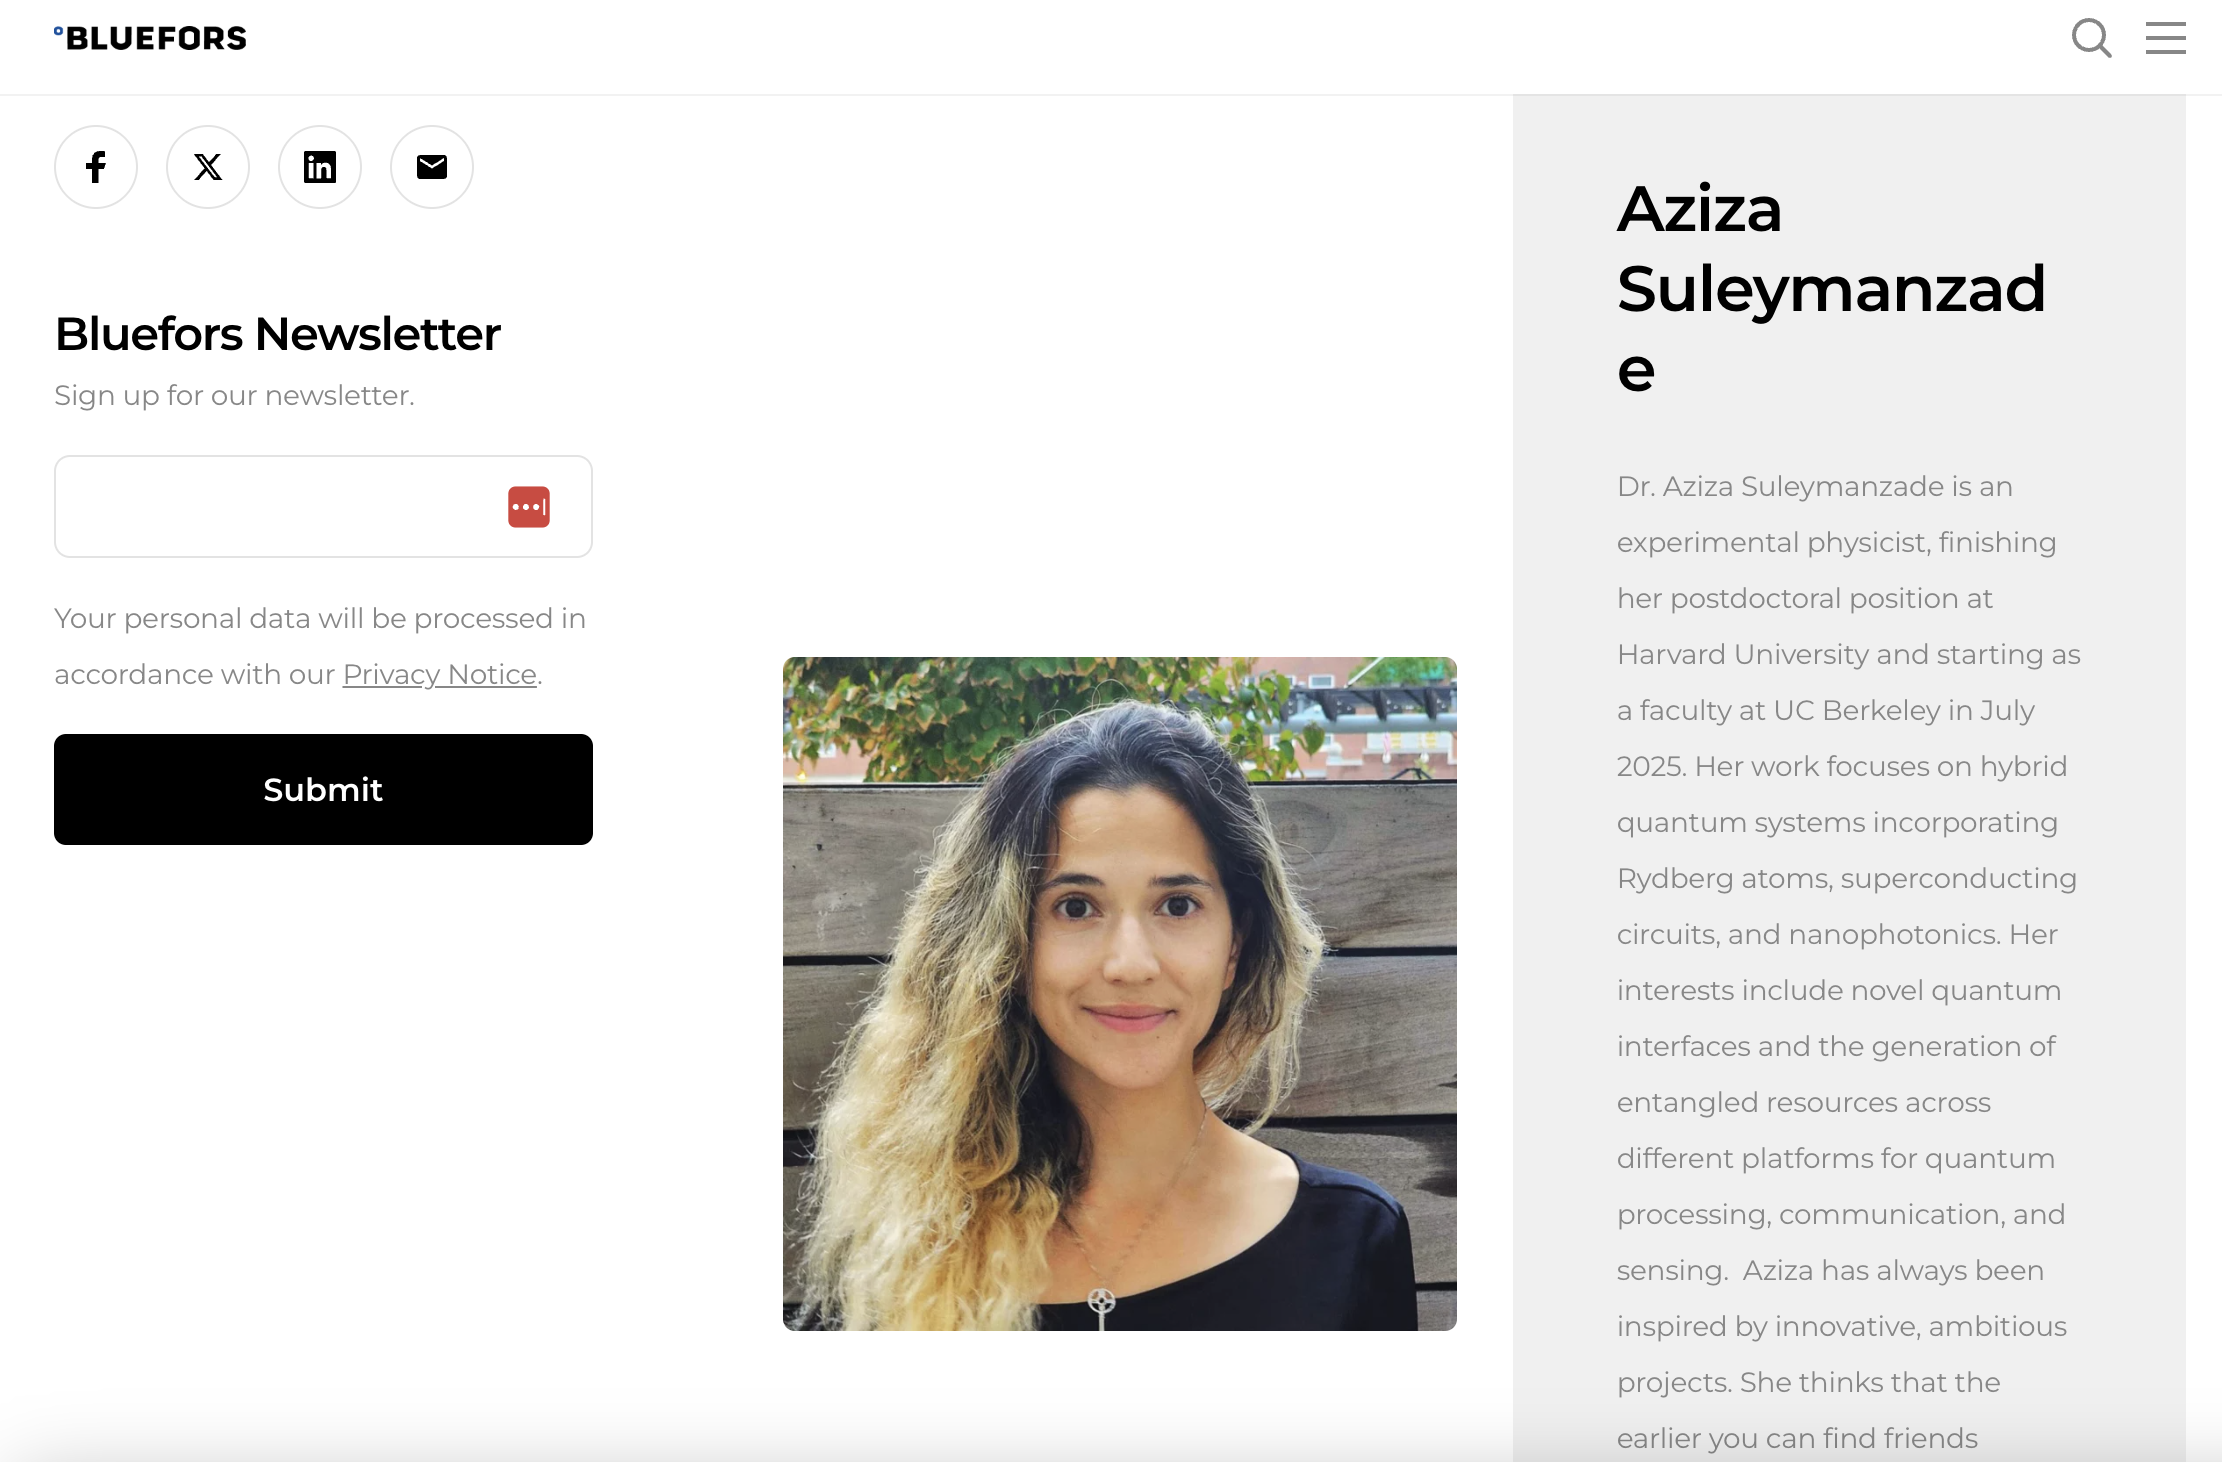 BLUEFORS
Bluefors Newsletter
Sign up for our newsletter.
Your personal data will be processed in
accordance with our Privacy Notice.
Submit
Aziza
Suleymanzad
e
Dr. Aziza Suleymanzade is an
experimental physicist, finishing
her postdoctoral position at
Harvard University and starting as
a faculty at UC Berkeley in July
2025. Her work focuses on hybrid
quantum systems incorporating
Rydberg atoms, superconducting
circuits, and nanophotonics. Her
interests include novel quantum
interfaces and the generation of
entangled resources across
different platforms for quantum
processing, communication, and
sensing.  Aziza has always been
inspired by innovative, ambitious
projects. She thinks that the
earlier you can find friends